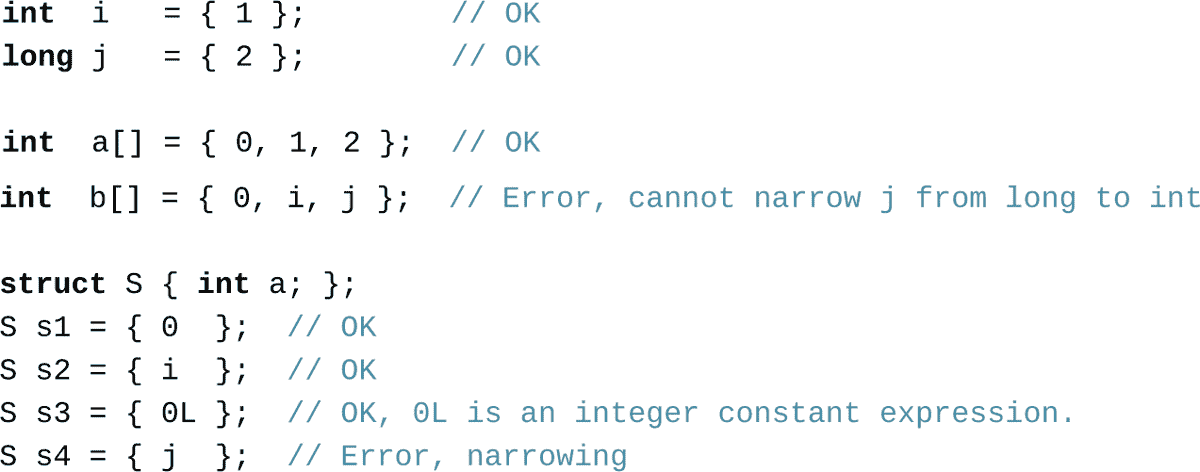 int  i   = { 1 };        // OK
long j   = { 2 };        // OK
int  a[] = { 0, 1, 2 };  // OK
int  b[] = { 0, i, j };  // Error, cannot narrow j from long to int
struct S { int a; };
S s1 = { 0  };  // OK
S s2 = { i  };  // OK
S s3 = { 0L };  // OK, 0L is an integer constant expression.
S s4 = { j  };  // Error, narrowing